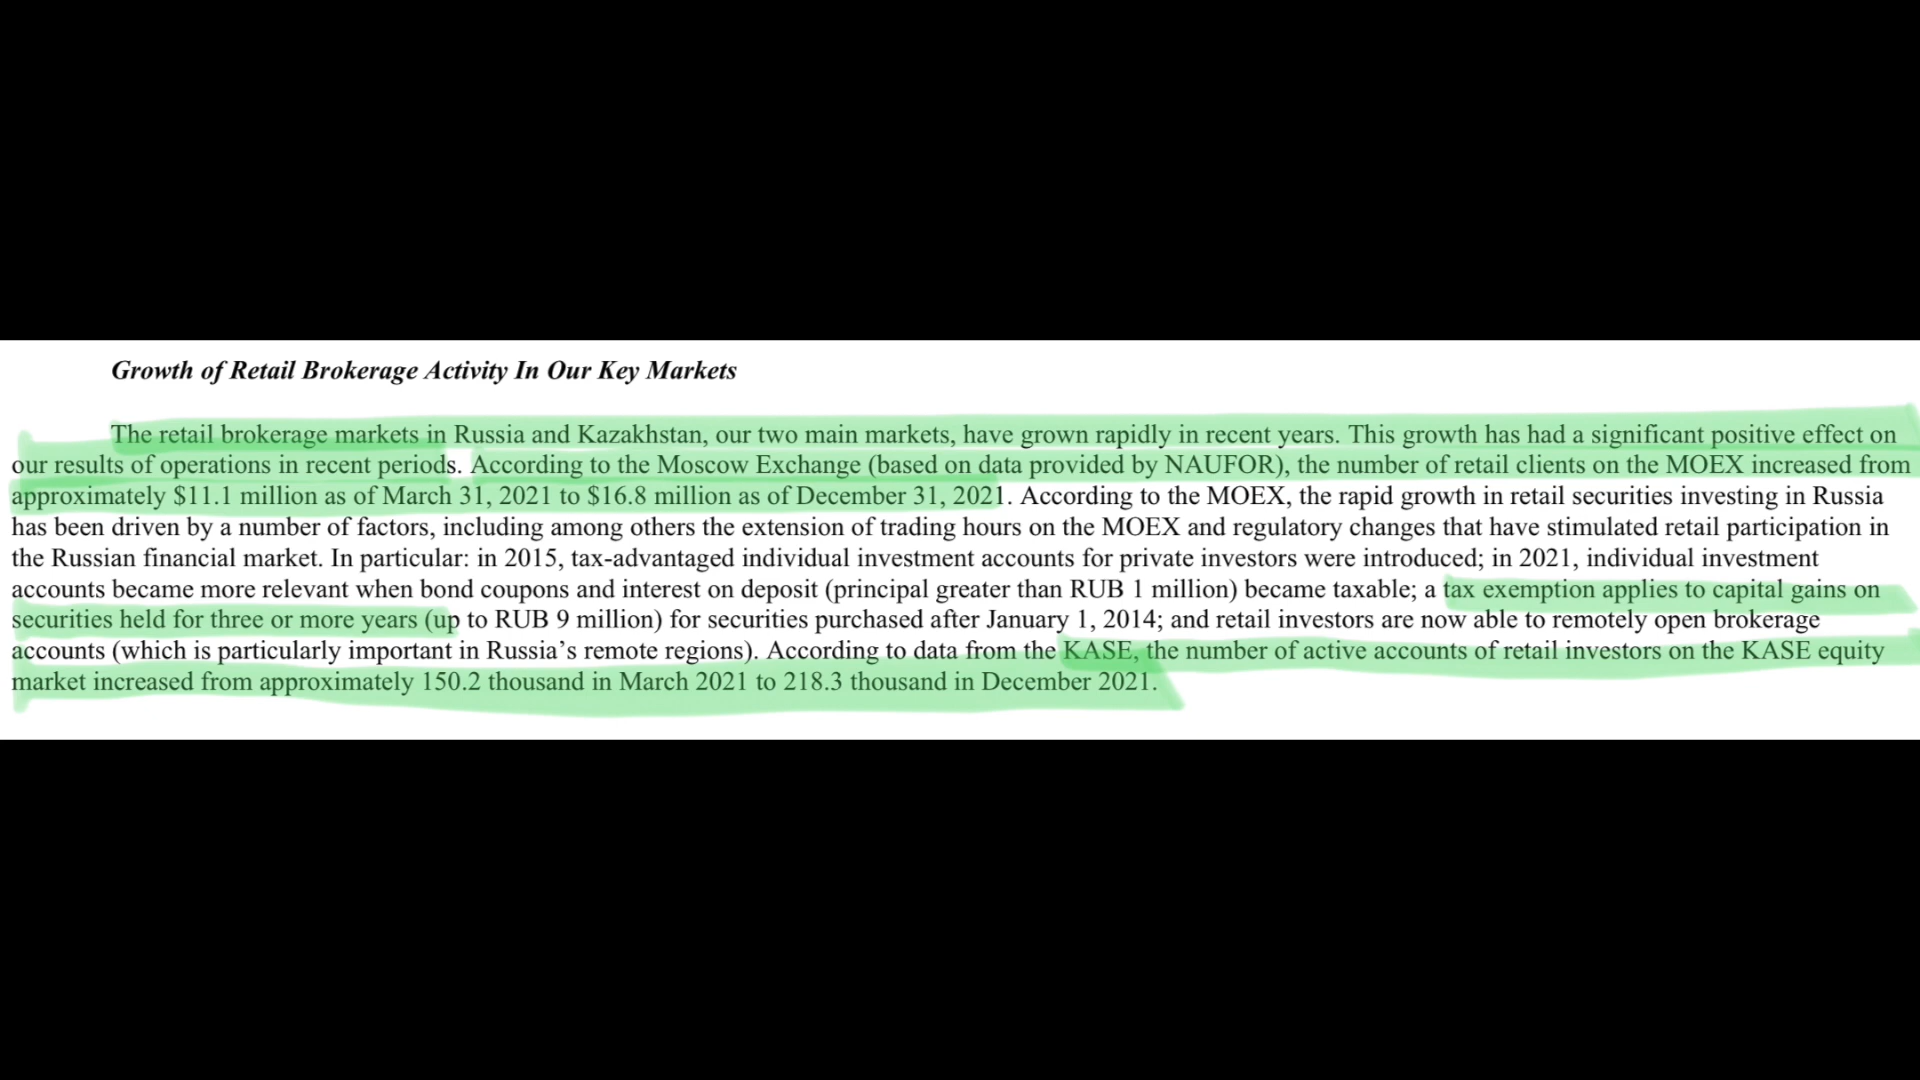 Growth of Retail Brokerage Activity In Our Key Markets
The retail brokerage markets in Russia and Kazakhstan, our two main markets, have grown rapidly in recent years. This growth has had a significant positive effect on
our results of operations in recent periods. According to the Moscow Exchange (based on data provided by NAUFOR), the number of retail clients on the MOEX increased from
approximately $11.1 million as of March 31, 2021 to $16.8 million as of December 31, 2021. According to the MOEX, the rapid growth in retail securities investing in Russia
has been driven by a number of factors, including among others the extension of trading hours on the MOEX and regulatory changes that have stimulated retail participation in
the Russian financial market. In particular: in 2015, tax-advantaged individual investment accounts for private investors were introduced; in 2021, individual investment
accounts became more relevant when bond coupons and interest on deposit (principal greater than RUB 1 million) became taxable; a tax exemption applies to capital gains on
securities held for three or more years (up to RUB 9 million) for securities purchased after January 1, 2014; and retail investors are now able to remotely open brokerage
accounts (which is particularly important in Russia’s remote regions). According to data from the KASE, the number of active accounts of retail investors on the KASE equity
market increased from approximately 150.2 thousand in March 2021 to 218.3 thousand in December 2021.